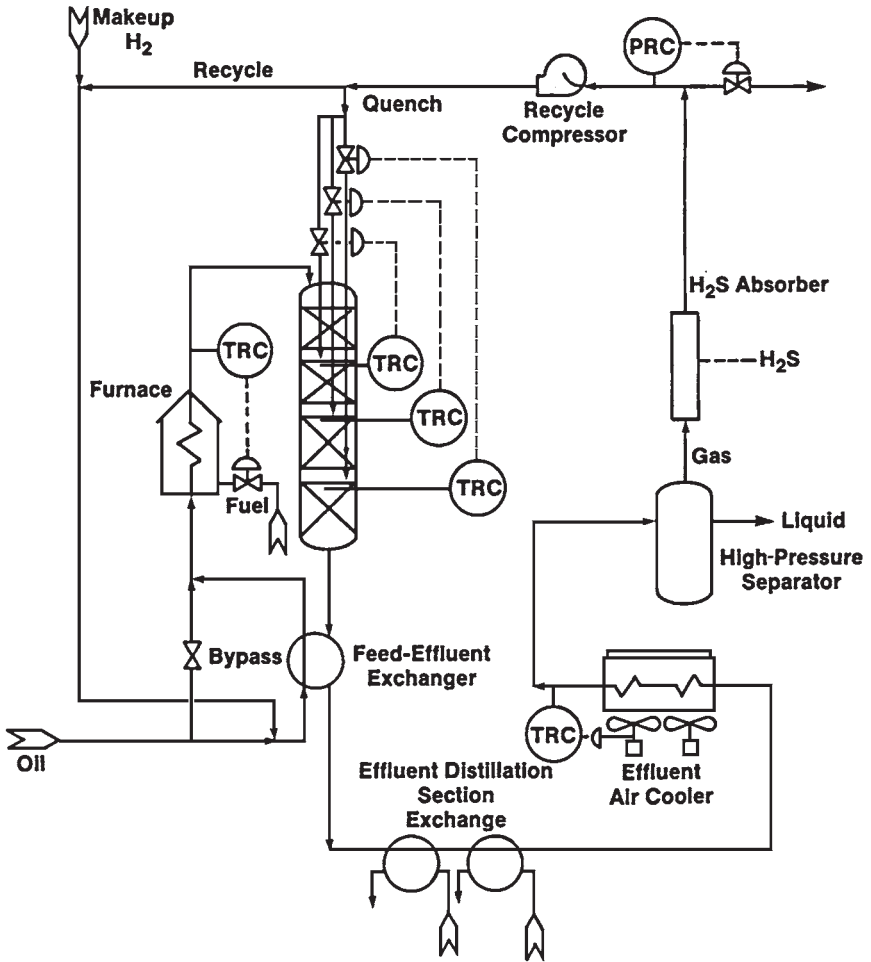 Makeup
H2
PRC
Recycle
Quench
Recycle
Compressor
H2S Absorber
TRC
TRC
Furnace
H2S
TRC
Gas
TRC
Fuel
Liquid
High-Pressure
Separator
Bypass
Feed-Effluent
Exchanger
TRC
Oil
Effluent Distillation
Section
Exchange
Effluent
Air Cooler